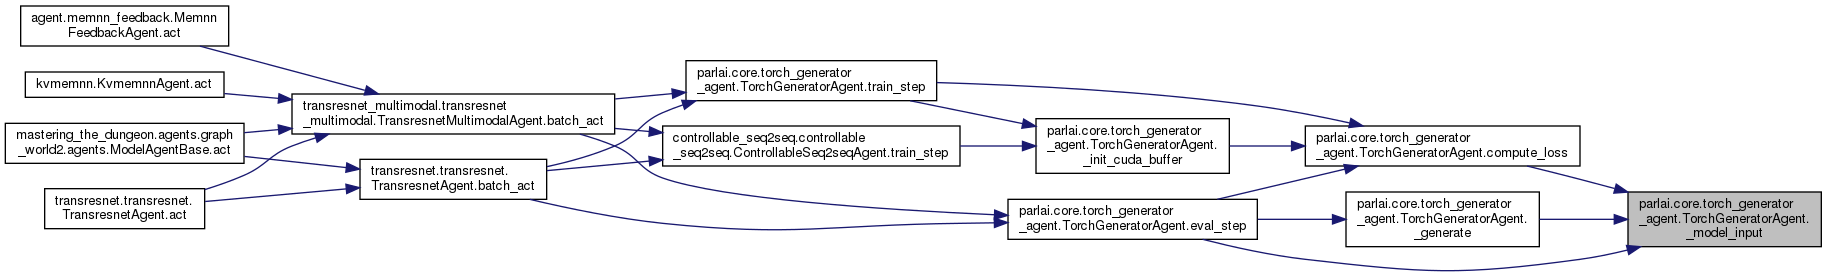 agent.memnn_feedback.Memnn
FeedbackAgent.act
kvmemnn.KvmemnnAgent.act
mastering_the_dungeon.agents.graph
_world2.agents.ModelAgentBase.act
transresnet.transresnet.
TransresnetAgent.act
transresnet_multimodal.transresnet
_multimodal.TransresnetMultimodalAgent.batch_act
transresnet.transresnet.
TransresnetAgent.batch_act
parlai.core.torch_generator
_agent.TorchGeneratorAgent.train_step
controllable_seq2seq.controllable
_seq2seq.ControllableSeq2seqAgent.train_step
parlai.core.torch_generator
_agent.TorchGeneratorAgent.
_init_cuda_buffer
parlai.core.torch_generator
_agent.TorchGeneratorAgent.eval_step
parlai.core.torch_generator
_agent.TorchGeneratorAgent.compute_loss
parlai.core.torch_generator
_agent.TorchGeneratorAgent.
_generate
parlai.core.torch_generator
_agent.TorchGeneratorAgent.
_model_input